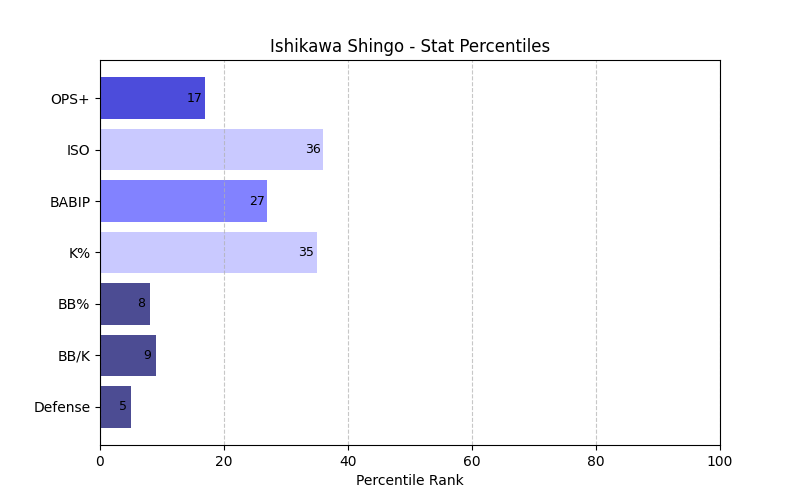 Ishikawa Shingo - Stat Percentiles
OPS+ 17
ISO 36
BABIP 27
K% 35
BB% 8
BB/K 9
Defense 5
0 20 40 60 80 100
Percentile Rank